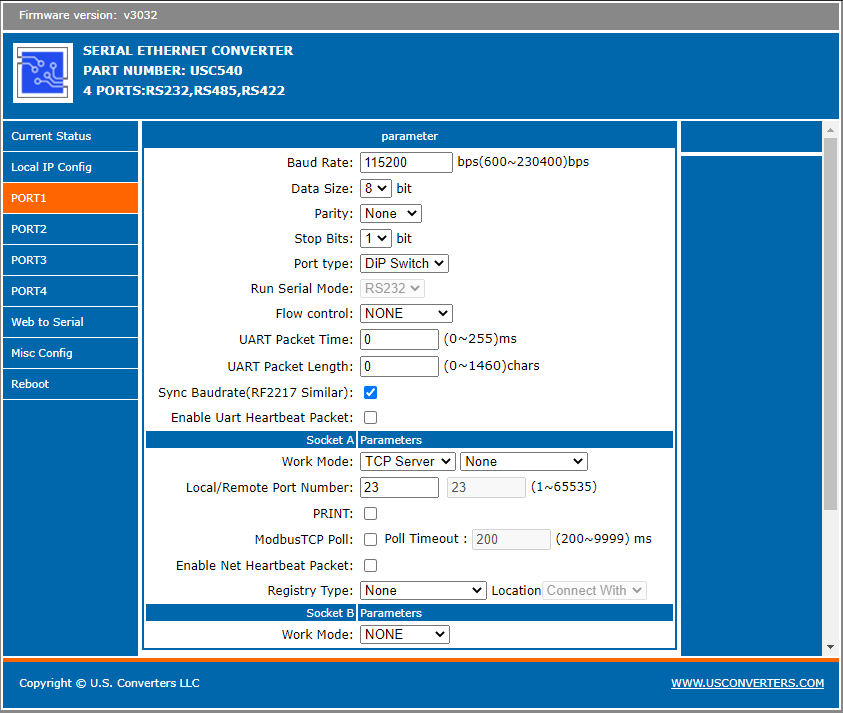 Firmware version: v3032
SERIAL ETHERNET CONVERTER
PART NUMBER: USC540
4 PORTS:RS232,RS485,RS422
Current Status
Local IP Config
PORT1
PORT2
PORT3
PORT4
Web to Serial
Misc Config
Reboot
parameter
Baud Rate: 115200 bps(600~230400)bps
Data Size: 8 bit
Parity: None
Stop Bits: 1 bit
Port type: DiP Switch
Run Serial Mode: RS232
Flow control: NONE
UART Packet Time: 0 (0~255)ms
UART Packet Length: 0 (0~1460)chars
Sync Baudrate(RF2217 Similar):
Enable Uart Heartbeat Packet:
Socket A Parameters
Work Mode: TCP Server None
Local/Remote Port Number: 23 23 (1~65535)
PRINT:
ModbusTCP Poll: Poll Timeout : 200 (200~9999) ms
Enable Net Heartbeat Packet:
Registry Type: None Location Connect With
Socket B Parameters
Work Mode: NONE
Copyright © U.S. Converters LLC WWW.USCONVERTERS.COM